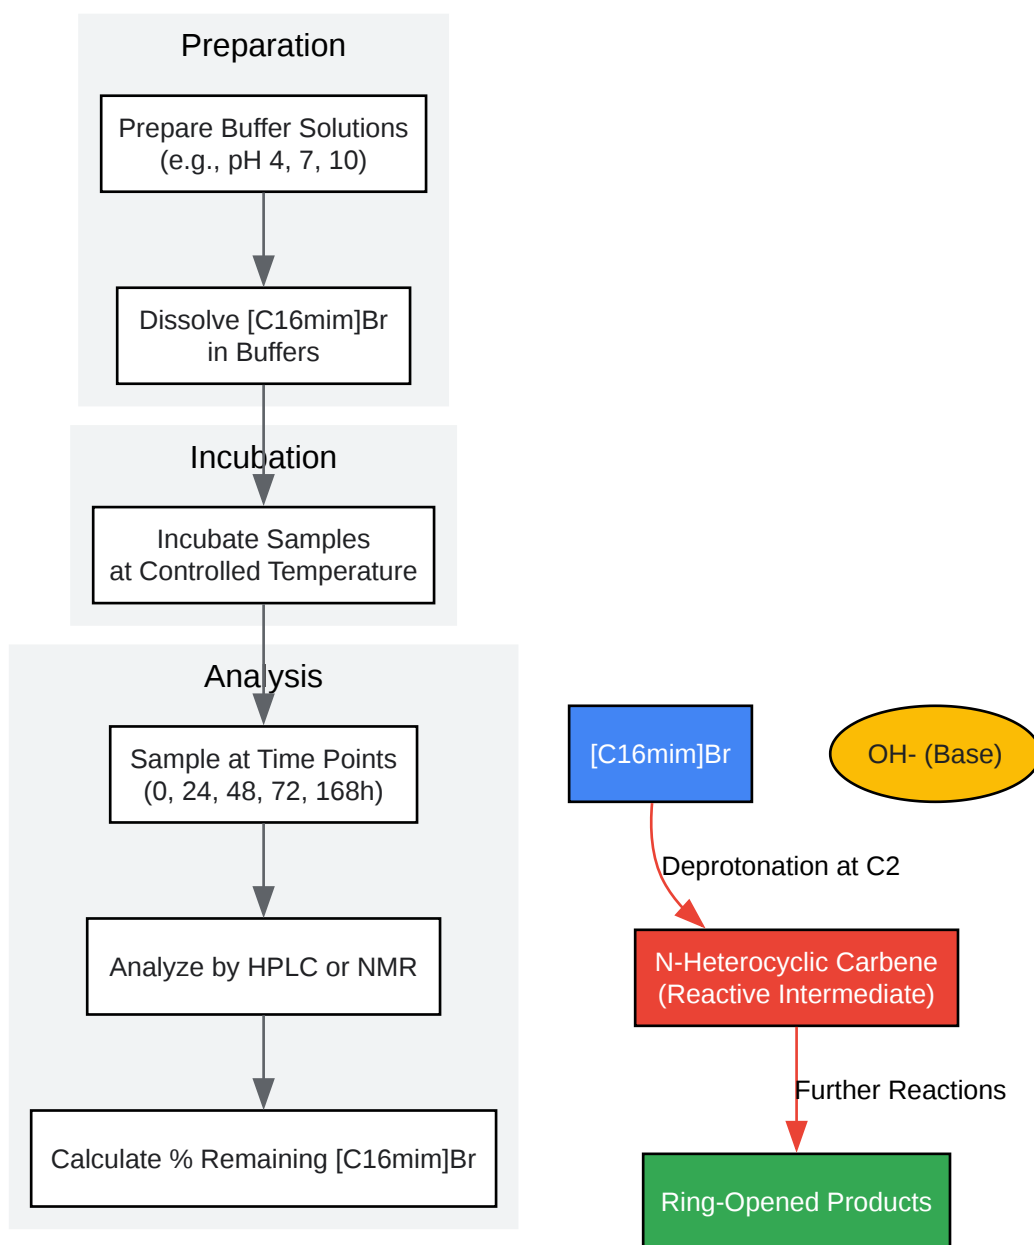 Preparation
Prepare Buffer Solutions
(e.g., pH 4, 7, 10)
Dissolve [C16mim]Br
in Buffers
Incubation
Incubate Samples
at Controlled Temperature
Analysis
Sample at Time Points
(0, 24, 48, 72, 168h)
Analyze by HPLC or NMR
Calculate % Remaining [C16mim]Br
[C16mim]Br
OH- (Base)
Deprotonation at C2
N-Heterocyclic Carbene
(Reactive Intermediate)
Further Reactions
Ring-Opened Products